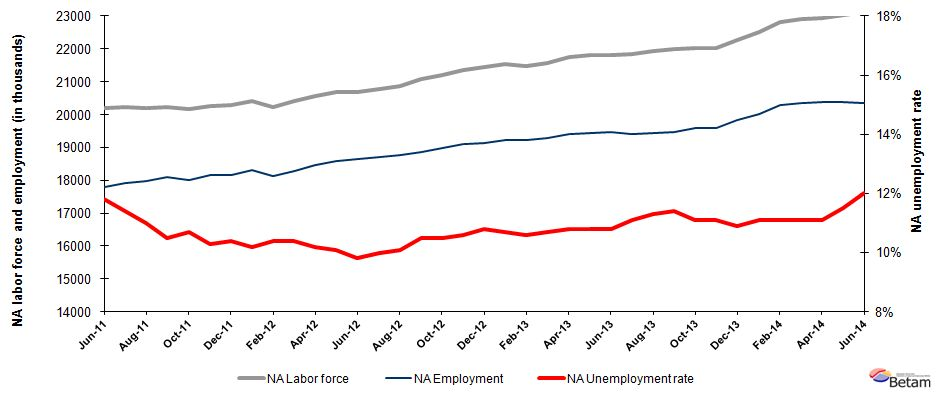 NA labor force and employment (in thousands)
23000
22000
21000
20000
19000
18000
17000
16000
15000
14000
18%
16%
14%
12%
10%
8%
NA unemployment rate
Jun-11
Aug-11
Oct-11
Dec-11
Feb-12
Apr-12
Jun-12
Aug-12
Oct-12
Dec-12
Feb-13
Apr-13
Jun-13
Aug-13
Oct-13
Dec-13
Feb-14
Apr-14
Jun-14
NA Labor force
NA Employment
NA Unemployment rate
Betam